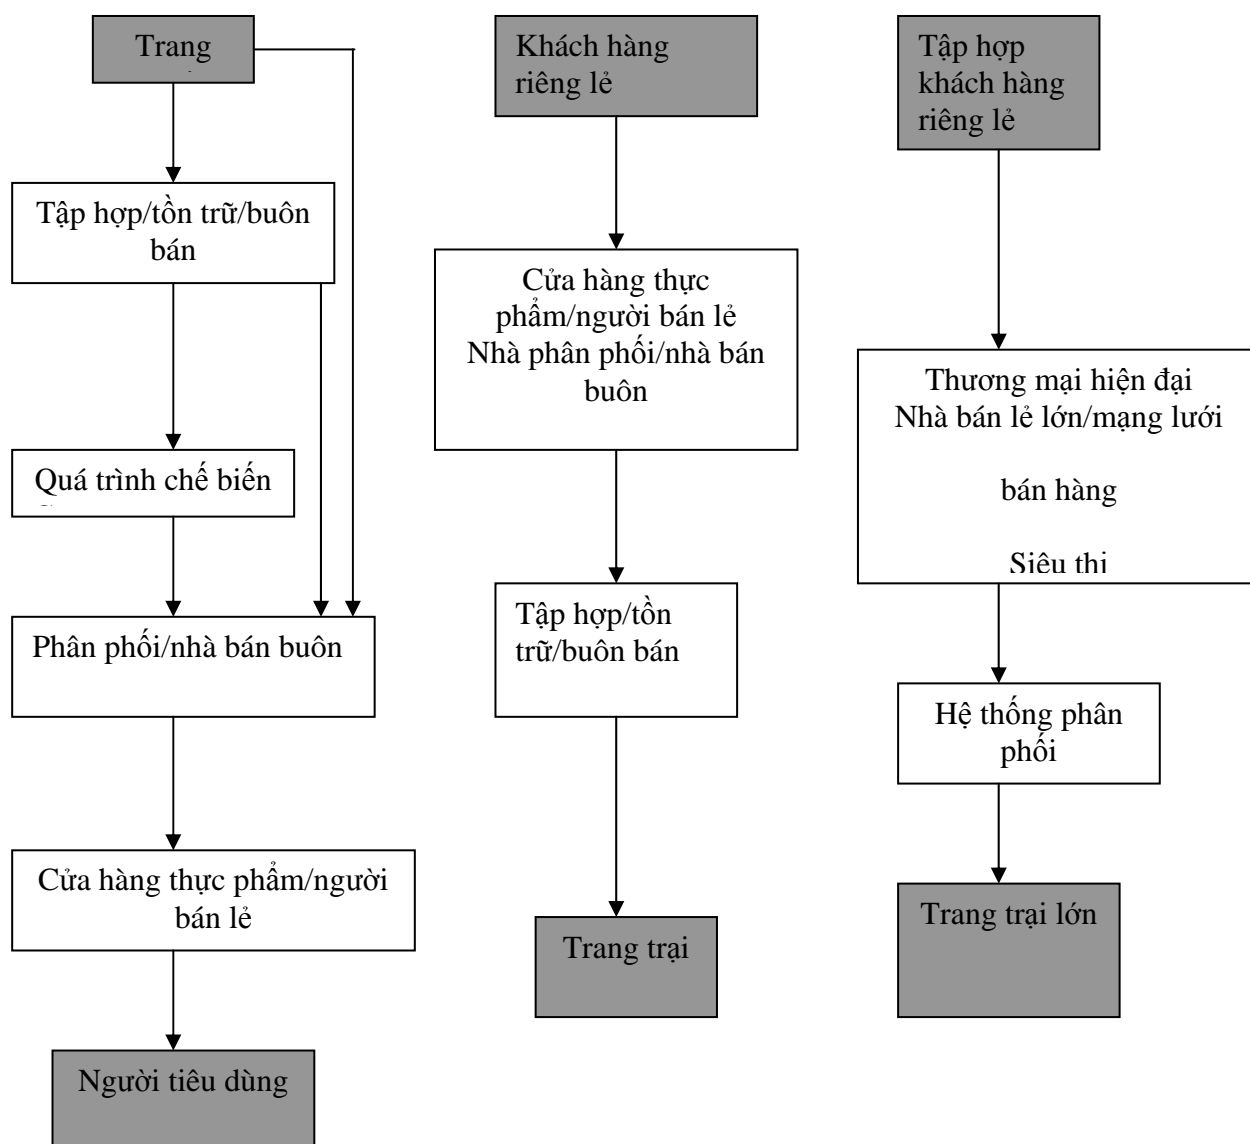 Trang
Tập hợp/tồn trữ/buôn
bán
Quá trình chế biến
Phân phối/nhà bán buôn
Cửa hàng thực phẩm/người
bán lẻ
Người tiêu dùng
Khách hàng
riêng lẻ
Cửa hàng thực
phẩm/người bán lẻ
Nhà phân phối/nhà bán
buôn
Tập hợp/tồn
trữ/buôn bán
Trang trại
Tập hợp
khách hàng
riêng lẻ
Thương mại hiện đại
Nhà bán lẻ lớn/mạng lưới
bán hàng
Siêu thị
Hệ thống phân
phối
Trang trại lớn